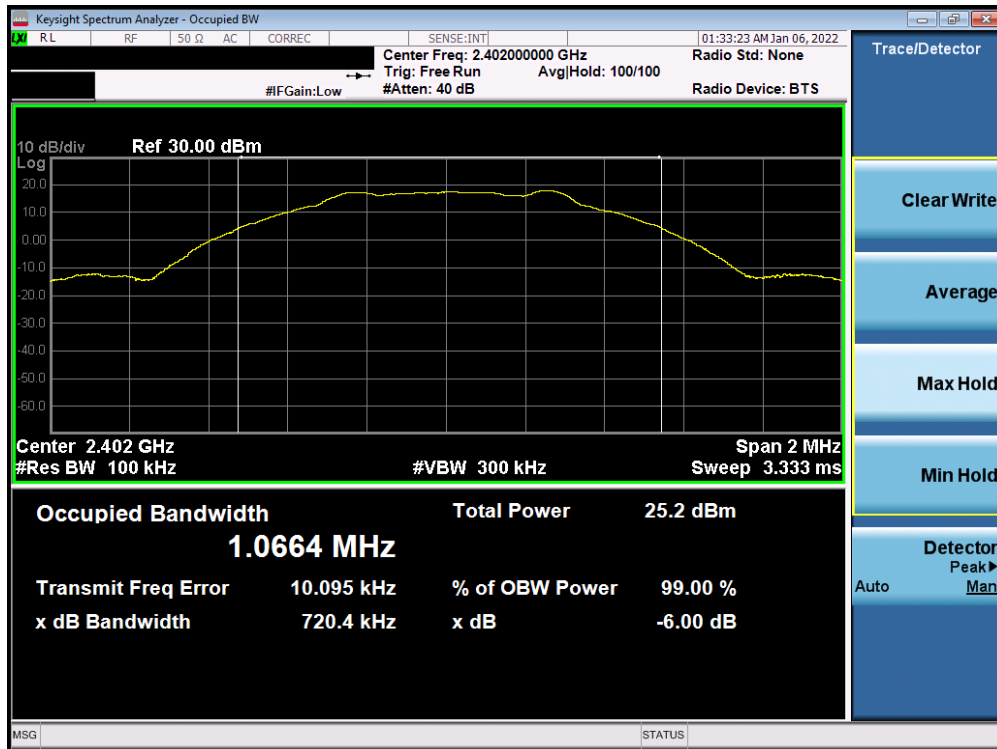 Keysight Spectrum Analyzer - Occupied BW
LXI RL RF 50 Ω AC CORREC SENSE:INT 01:33:23 AM Jan 06, 2022
Center Freq: 2.402000000 GHz Radio Std: None
Trig: Free Run Avg|Hold: 100/100
#IFGain:Low #Atten: 40 dB Radio Device: BTS
Trace/Detector
10 dB/div Ref 30.00 dBm
Log
20.0
10.0
0.00
-10.0
-20.0
-30.0
-40.0
-50.0
-60.0
Center 2.402 GHz Span 2 MHz
#Res BW 100 kHz #VBW 300 kHz Sweep 3.333 ms
Occupied Bandwidth Total Power 25.2 dBm
1.0664 MHz
Transmit Freq Error 10.095 kHz % of OBW Power 99.00 %
x dB Bandwidth 720.4 kHz x dB -6.00 dB
Clear Write
Average
Max Hold
Min Hold
Detector
Peak▶
Auto Man
MSG STATUS